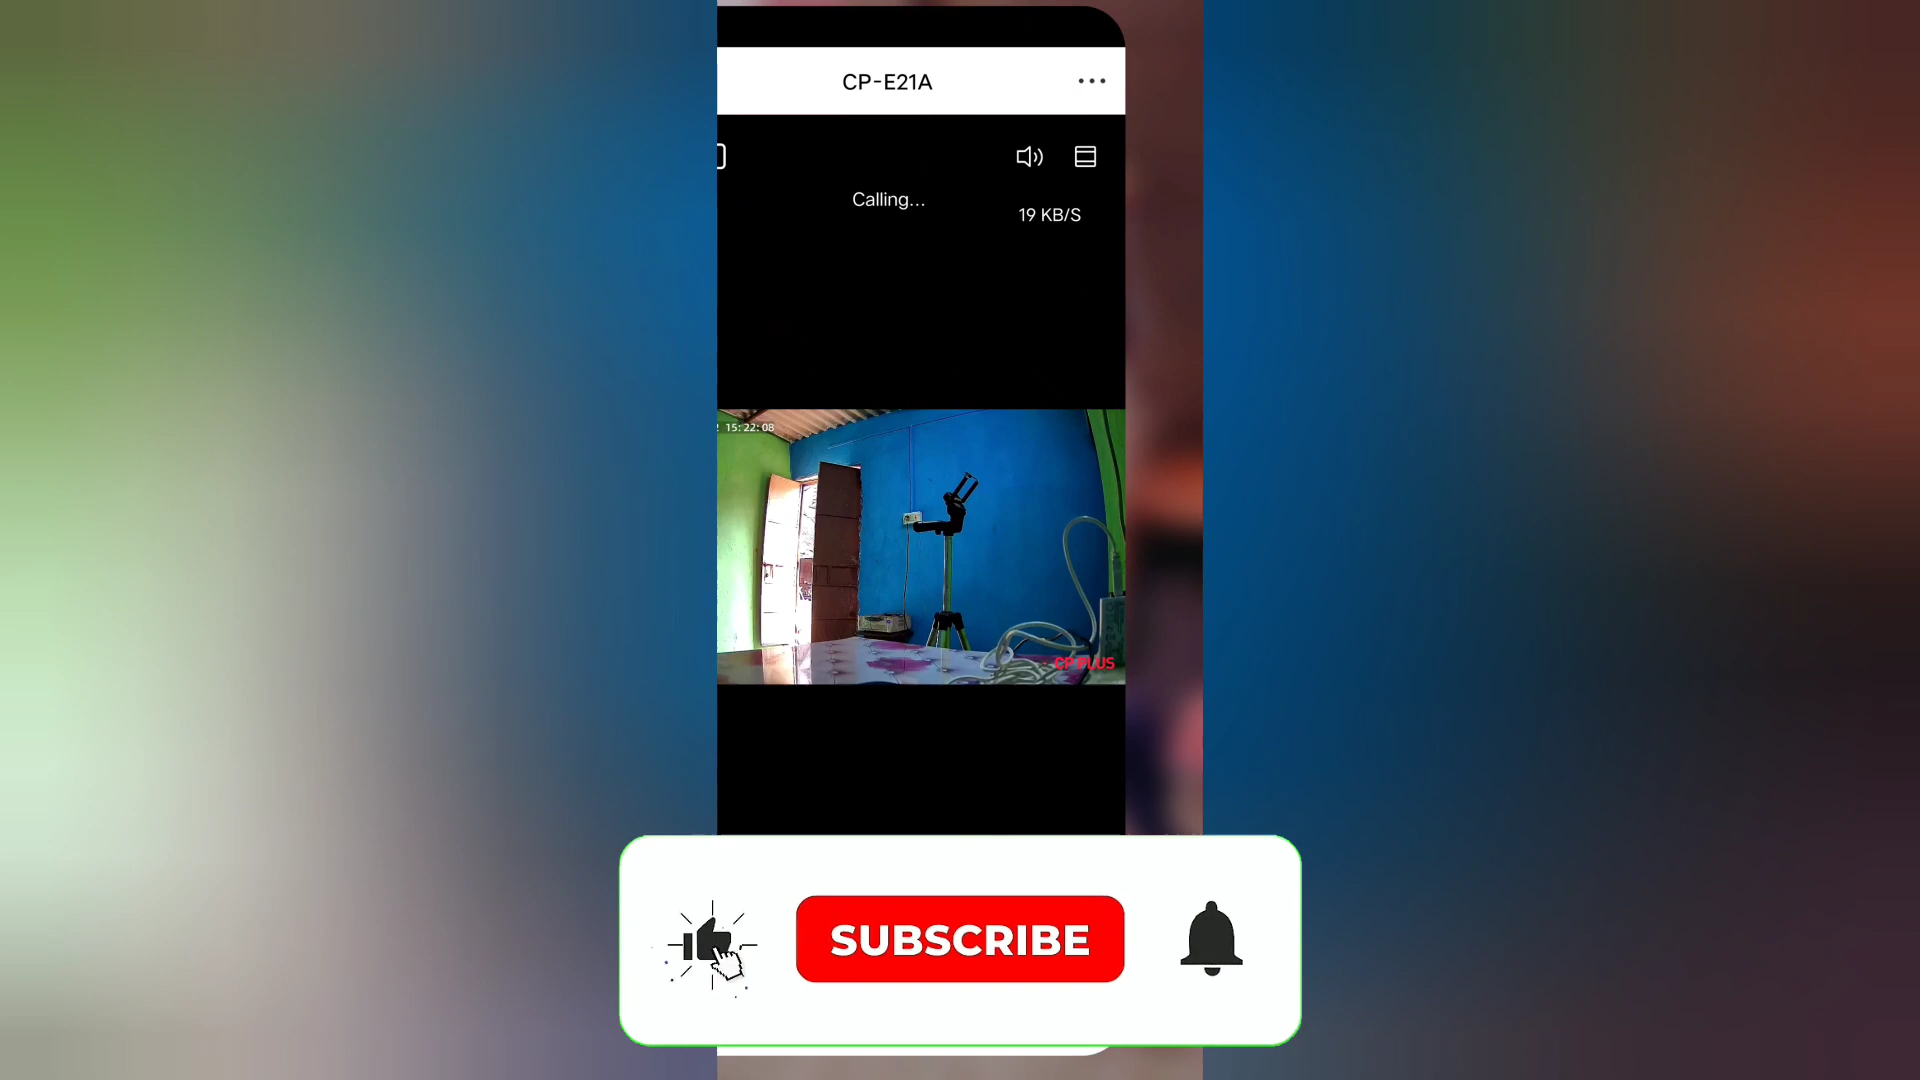 CP-E21A
Calling...
19 KB/S
15:22:08
CP PLUS
SUBSCRIBE